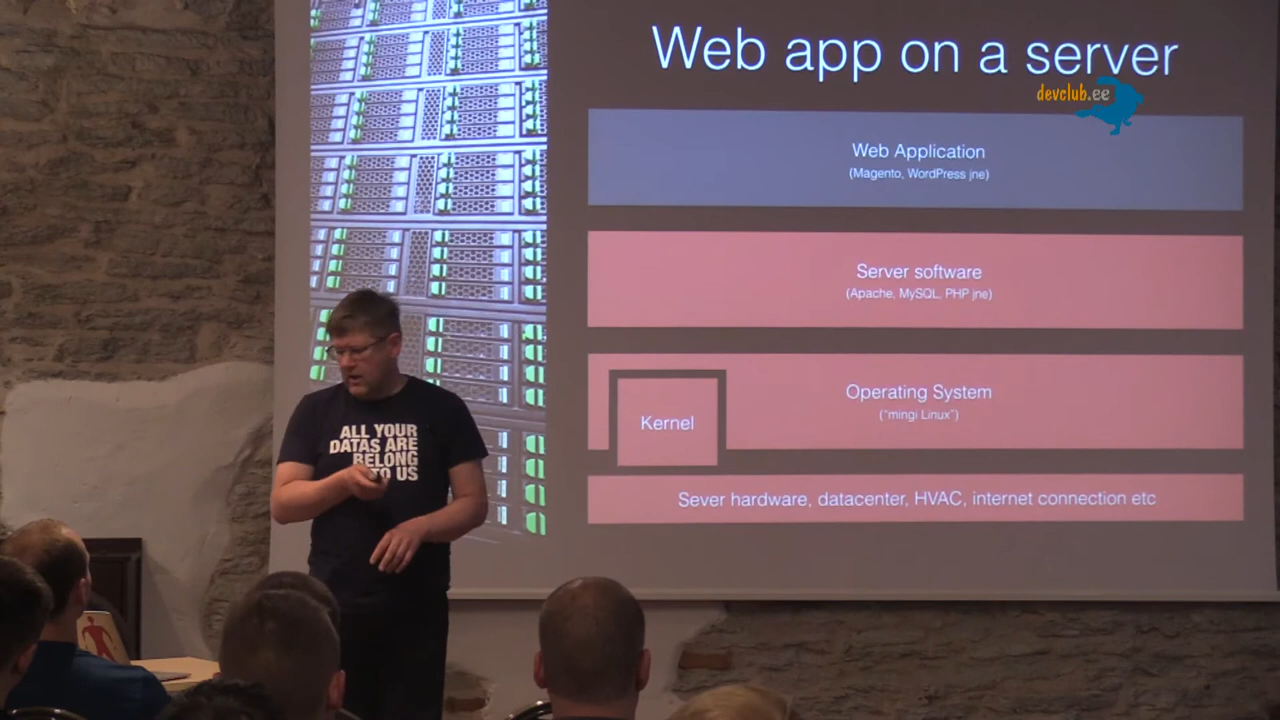 Web app on a server
devclub.ee
Web Application
(Magento, WordPress jne)
Server software
(Apache, MySQL, PHP jne)
Operating System
("mingi Linux")
Kernel
Sever hardware, datacenter, HVAC, internet connection etc
ALL YOUR
DATAS ARE
BELONG
TO US